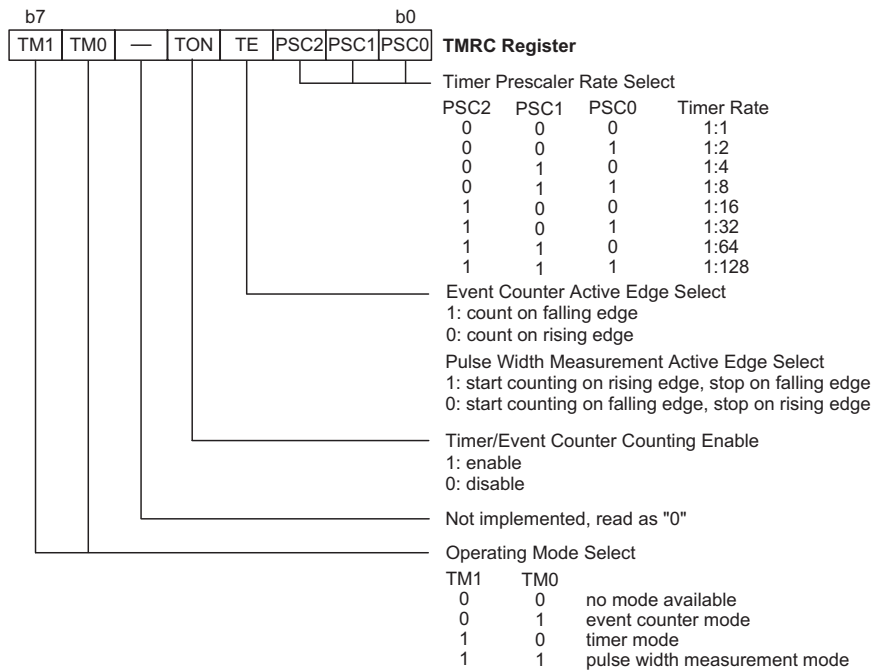 b7 b0
TM1 TM0 — TON TE PSC2 PSC1 PSC0 TMRC Register
Timer Prescaler Rate Select
PSC2 PSC1 PSC0 Timer Rate
0 0 0 1:1
0 0 1 1:2
0 1 0 1:4
0 1 1 1:8
1 0 0 1:16
1 0 1 1:32
1 1 0 1:64
1 1 1 1:128
Event Counter Active Edge Select
1: count on falling edge
0: count on rising edge
Pulse Width Measurement Active Edge Select
1: start counting on rising edge, stop on falling edge
0: start counting on falling edge, stop on rising edge
Timer/Event Counter Counting Enable
1: enable
0: disable
Not implemented, read as "0"
Operating Mode Select
TM1 TM0
0 0 no mode available
0 1 event counter mode
1 0 timer mode
1 1 pulse width measurement mode